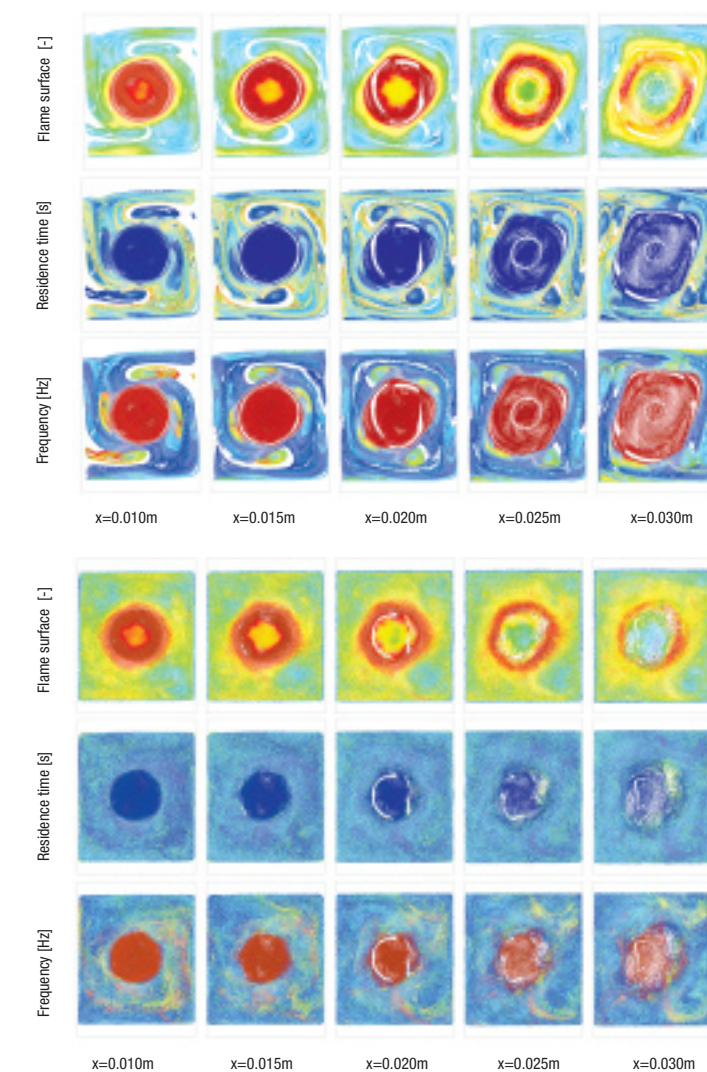 Flame surface [-]
Residence time [s]
Frequency [Hz]
x=0.010m x=0.015m x=0.020m x=0.025m x=0.030m
Flame surface [-]
Residence time [s]
Frequency [Hz]
x=0.010m x=0.015m x=0.020m x=0.025m x=0.030m